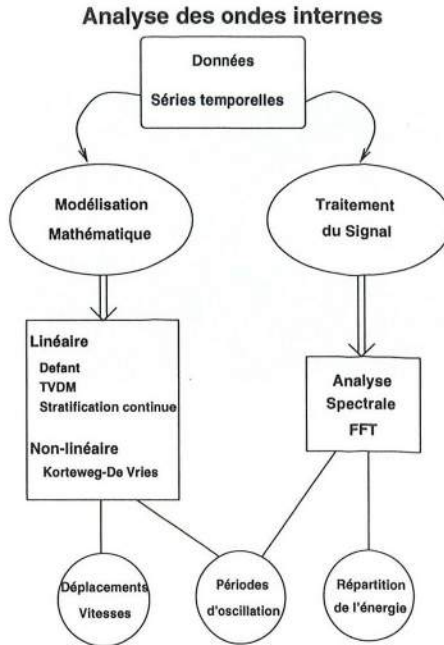 Analyse des ondes internes
Données
Séries temporelles
Modélisation
Mathématique
Traitement
du Signal
Linéaire
Defant
TVDM
Stratification continue
Non-linéaire
Korteweg-De Vries
Analyse
Spectrale
FFT
Déplacements
Vitesses
Périodes
d'oscillation
Répartition
de l'énergie